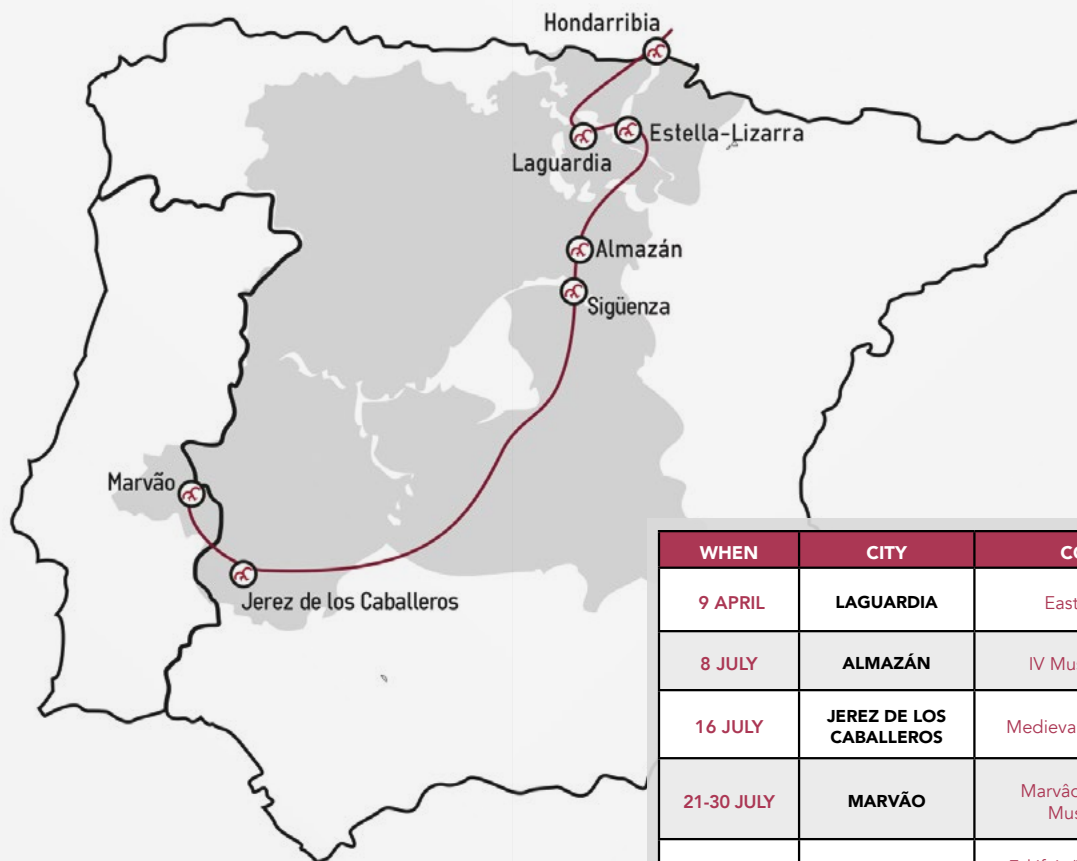 Hondarribia
Estella-Lizarra
Laguardia
Almazán
Sigüenza
Marvão
Jerez de los Caballeros
WHEN CITY
9 APRIL LAGUARDIA
8 JULY ALMAZÁN IV
16 JULY JEREZ DE LOS
CABALLEROS
21-30 JULY MARVÃO